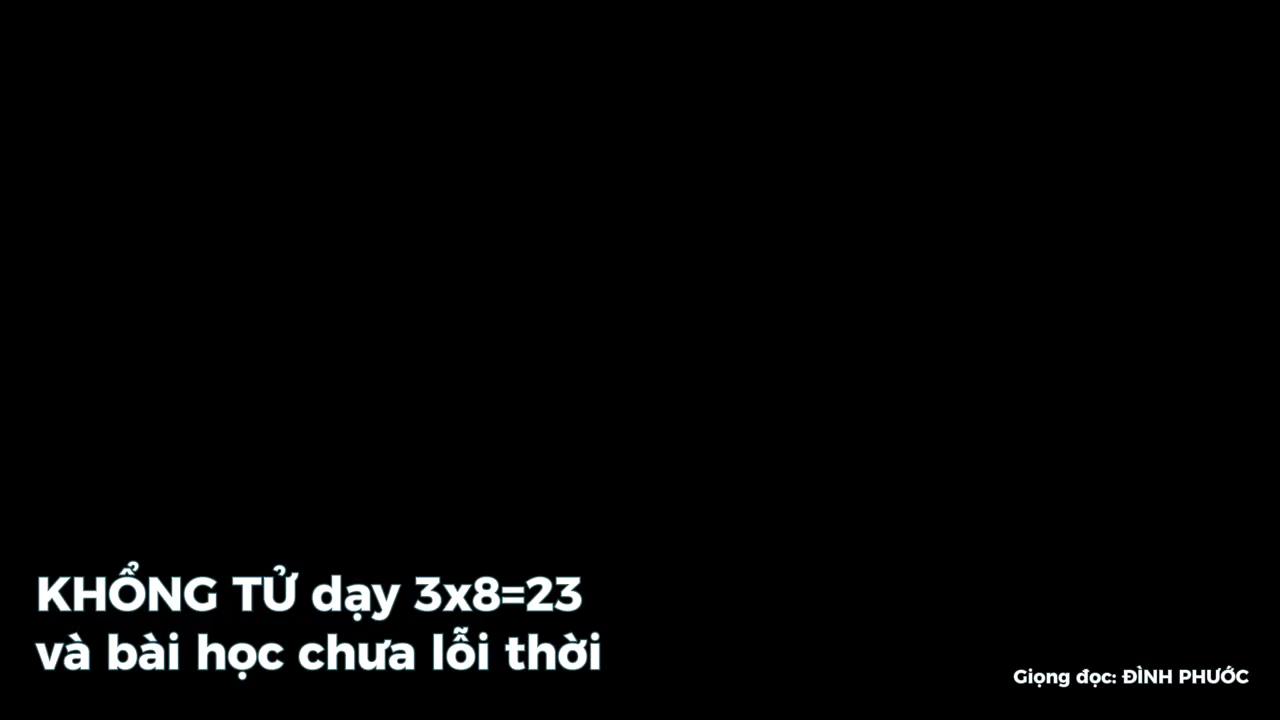 KHỔNG TỬ dạy 3x8=23
và bài học chưa lỗi thời
Giọng đọc: ĐÌNH PHƯỚC